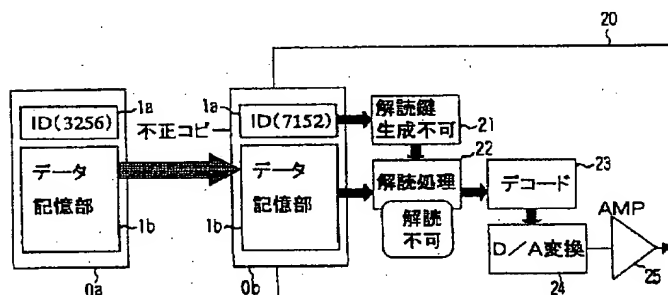 20
1a
ID(3256)
データ
記憶部
1b
0a
不正コピー
1a
ID(7152)
データ
記憶部
1b
0b
解読鍵
生成不可
21
22
解読処理
解読
不可
23
デコード
D/A変換
24
AMP
25